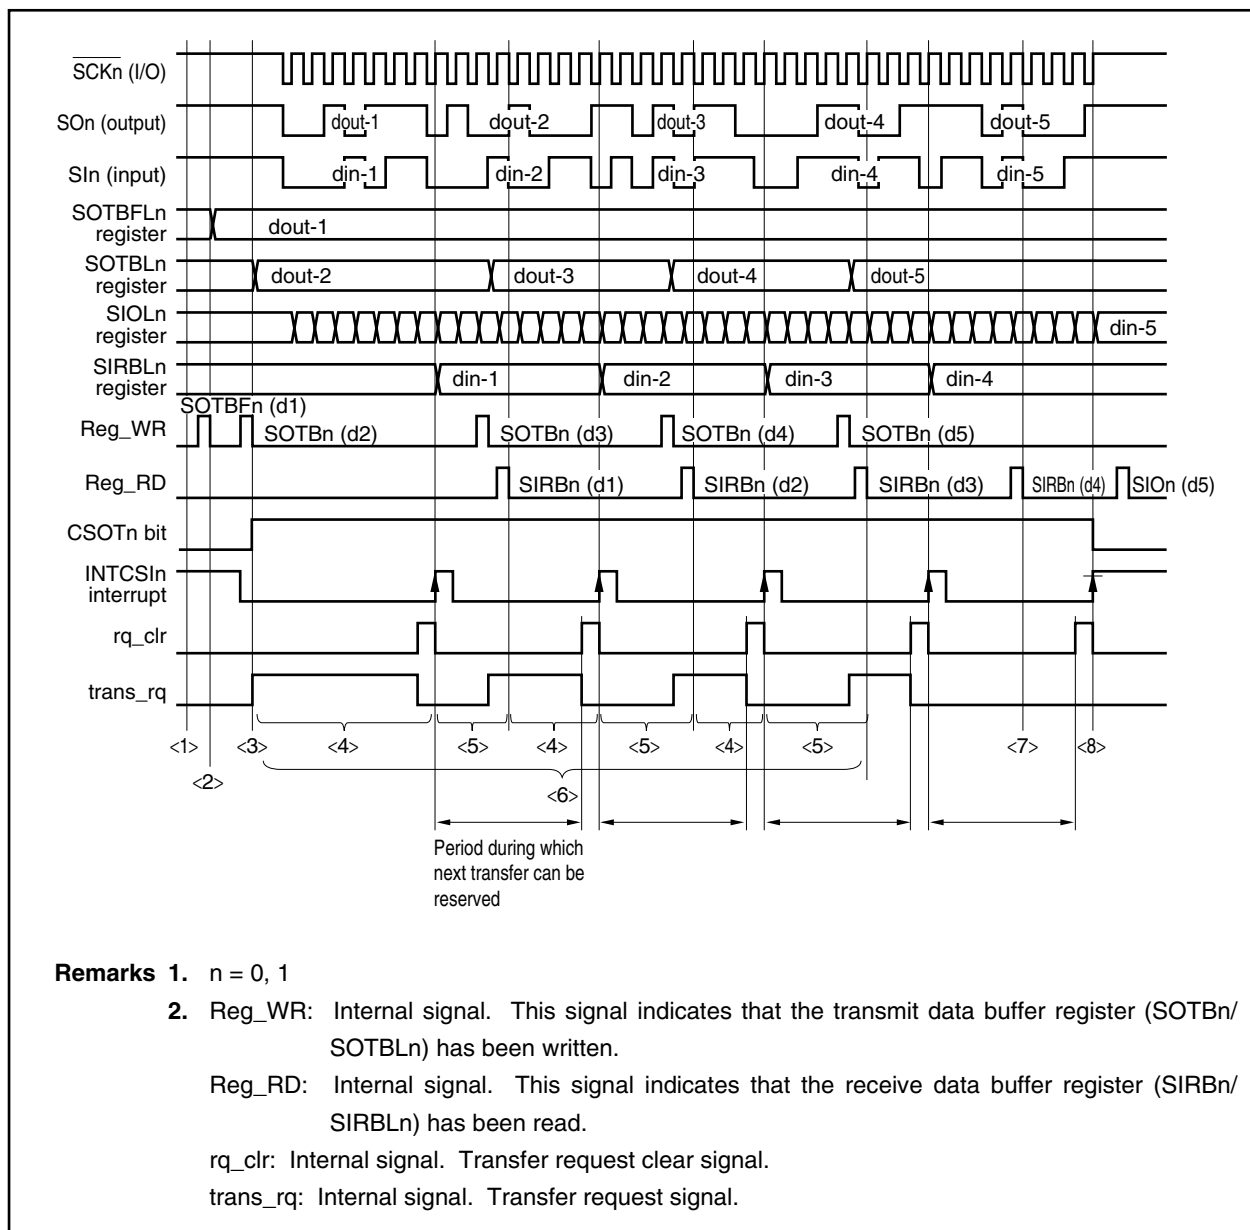 SCKn (I/O)
SOn (output) dout-1 dout-2 dout-3 dout-4 dout-5
SIn (input) din-1 din-2 din-3 din-4 din-5
SOTBFLn
register dout-1
SOTBLn
register dout-2 dout-3 dout-4 dout-5
SIOLn
register din-5
SIRBLn
register din-1 din-2 din-3 din-4
SOTBFn (d1)
Reg_WR SOTBn (d2) SOTBn (d3) SOTBn (d4) SOTBn (d5)
Reg_RD SIRBn (d1) SIRBn (d2) SIRBn (d3) SIRBn (d4) SIOn (d5)
CSOTn bit
INTCSIn
interrupt
rq_clr
trans_rq
<1> <3> <4> <5> <4> <5> <4> <5> <7> <8>
<2> <6>
Period during which
next transfer can be
reserved
Remarks 1. n = 0, 1
2. Reg_WR: Internal signal. This signal indicates that the transmit data buffer register (SOTBn/
SOTBLn) has been written.
Reg_RD: Internal signal. This signal indicates that the receive data buffer register (SIRBn/
SIRBLn) has been read.
rq_clr: Internal signal. Transfer request clear signal.
trans_rq: Internal signal. Transfer request signal.